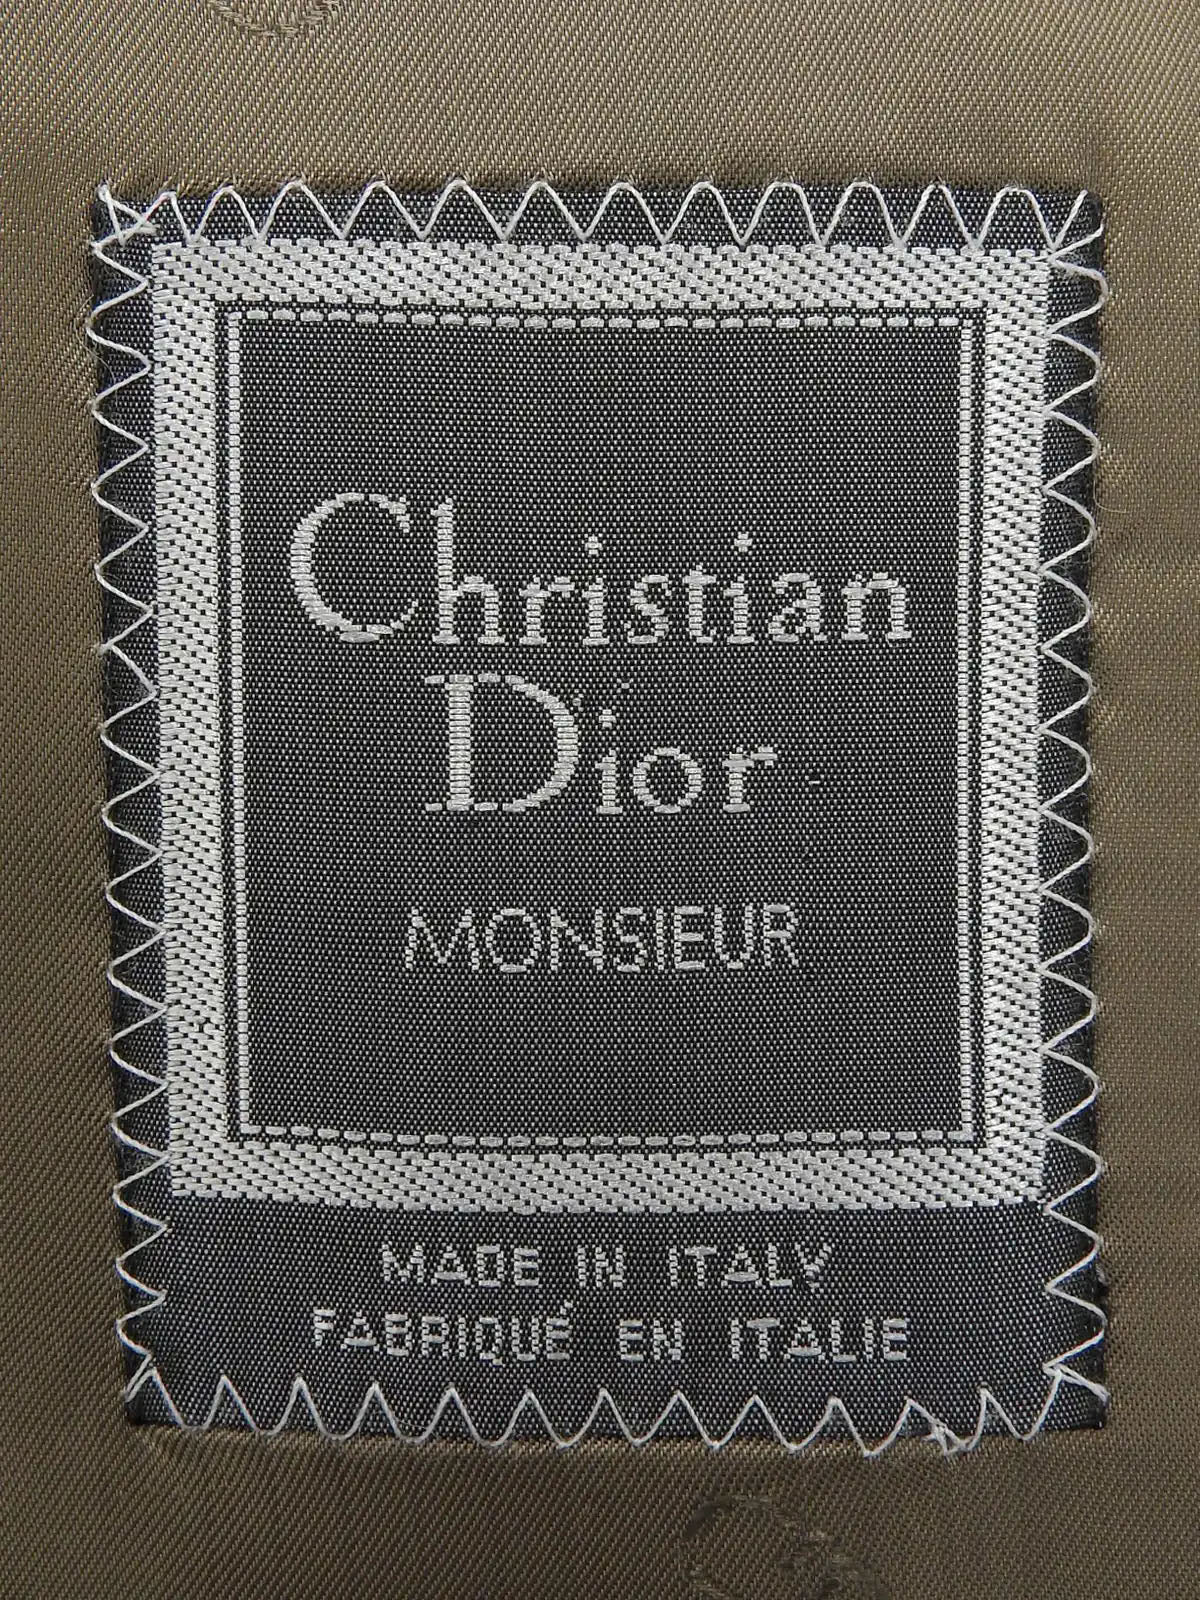 Christian
Dior
MONSIEUR
MADE IN ITALY
FABRIQUÉ EN ITALIE